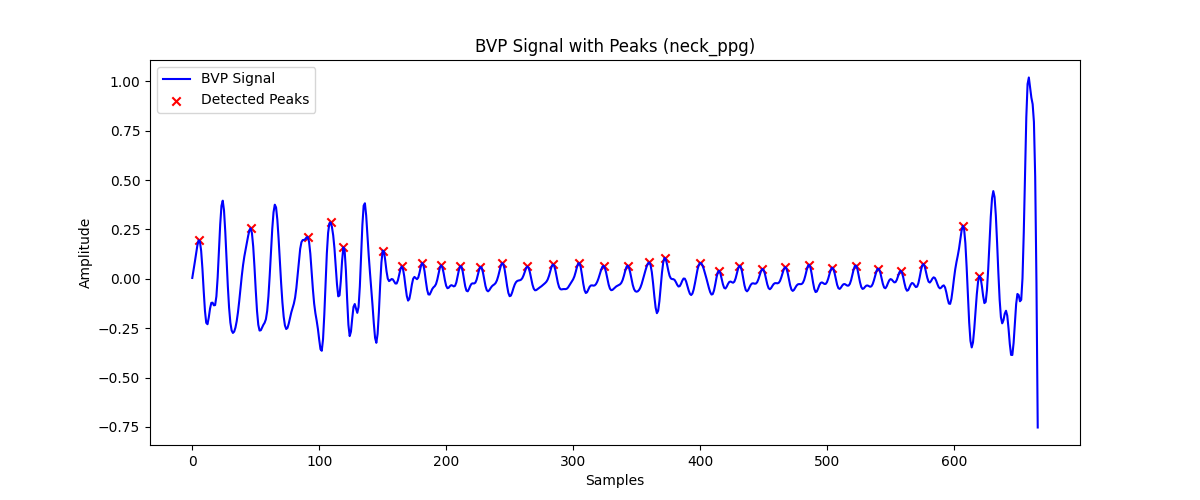 BVP Signal with Peaks (neck_ppg)
BVP Signal
Detected Peaks
Amplitude
1.00
0.75
0.50
0.25
0.00
−0.25
−0.50
−0.75
0 100 200 300 400 500 600
Samples